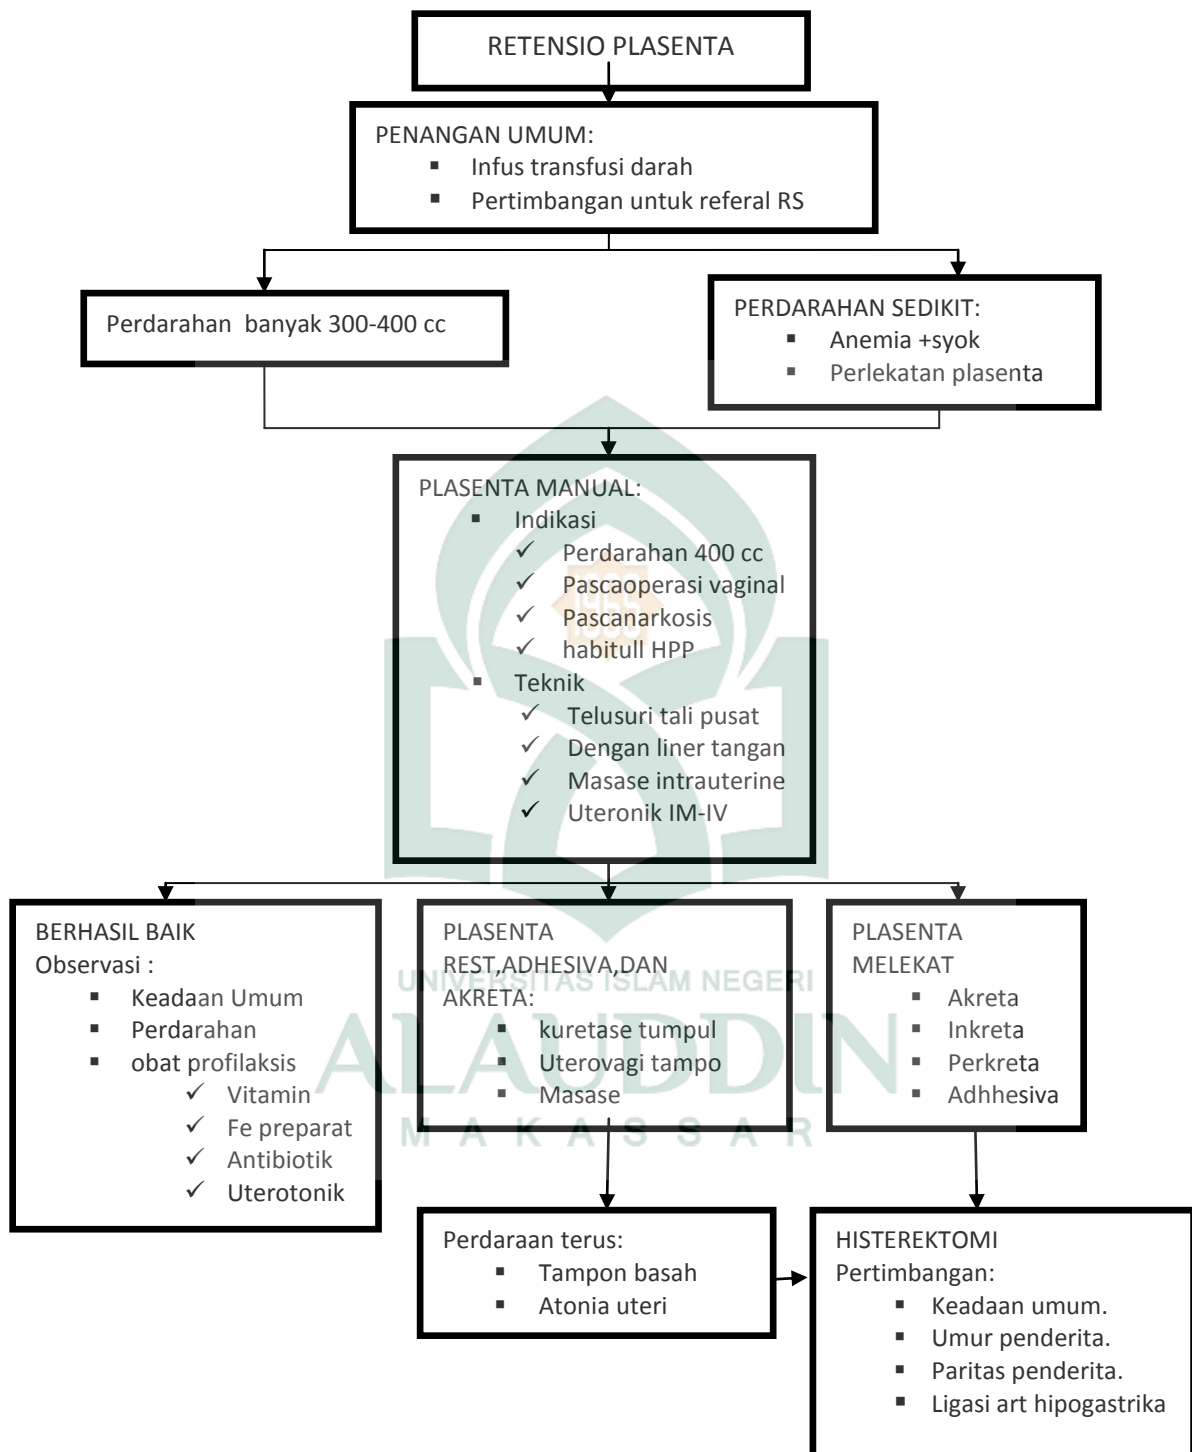 RETENSIO PLASENTA
PENANGAN UMUM:
▪ Infus transfusi darah
▪ Pertimbangan untuk referal RS
Perdarahan banyak 300-400 cc
PERDARAHAN SEDIKIT:
▪ Anemia +syok
▪ Perlekatan plasenta
PLASENTA MANUAL:
▪ Indikasi
✓ Perdarahan 400 cc
✓ Pascaoperasi vaginal
✓ Pascanarkosis
✓ habitull HPP
▪ Teknik
✓ Telusuri tali pusat
✓ Dengan liner tangan
✓ Masase intrauterine
✓ Uteronik IM-IV
1965
BERHASIL BAIK
Observasi :
▪ Keadaan Umum
▪ Perdarahan
▪ obat profilaksis
✓ Vitamin
✓ Fe preparat
✓ Antibiotik
✓ Uterotonik
PLASENTA
REST,ADHESIVA,DAN
AKRETA:
▪ kuretase tumpul
▪ Uterovagi tampo
▪ Masase
PLASENTA
MELEKAT
▪ Akreta
▪ Inkreta
▪ Perkreta
▪ Adhhesiva
UNIVERSITAS ISLAM NEGERI
ALAUDDIN
MAKASSAR
Perdaraan terus:
▪ Tampon basah
▪ Atonia uteri
HISTEREKTOMI
Pertimbangan:
▪ Keadaan umum.
▪ Umur penderita.
▪ Paritas penderita.
▪ Ligasi art hipogastrika